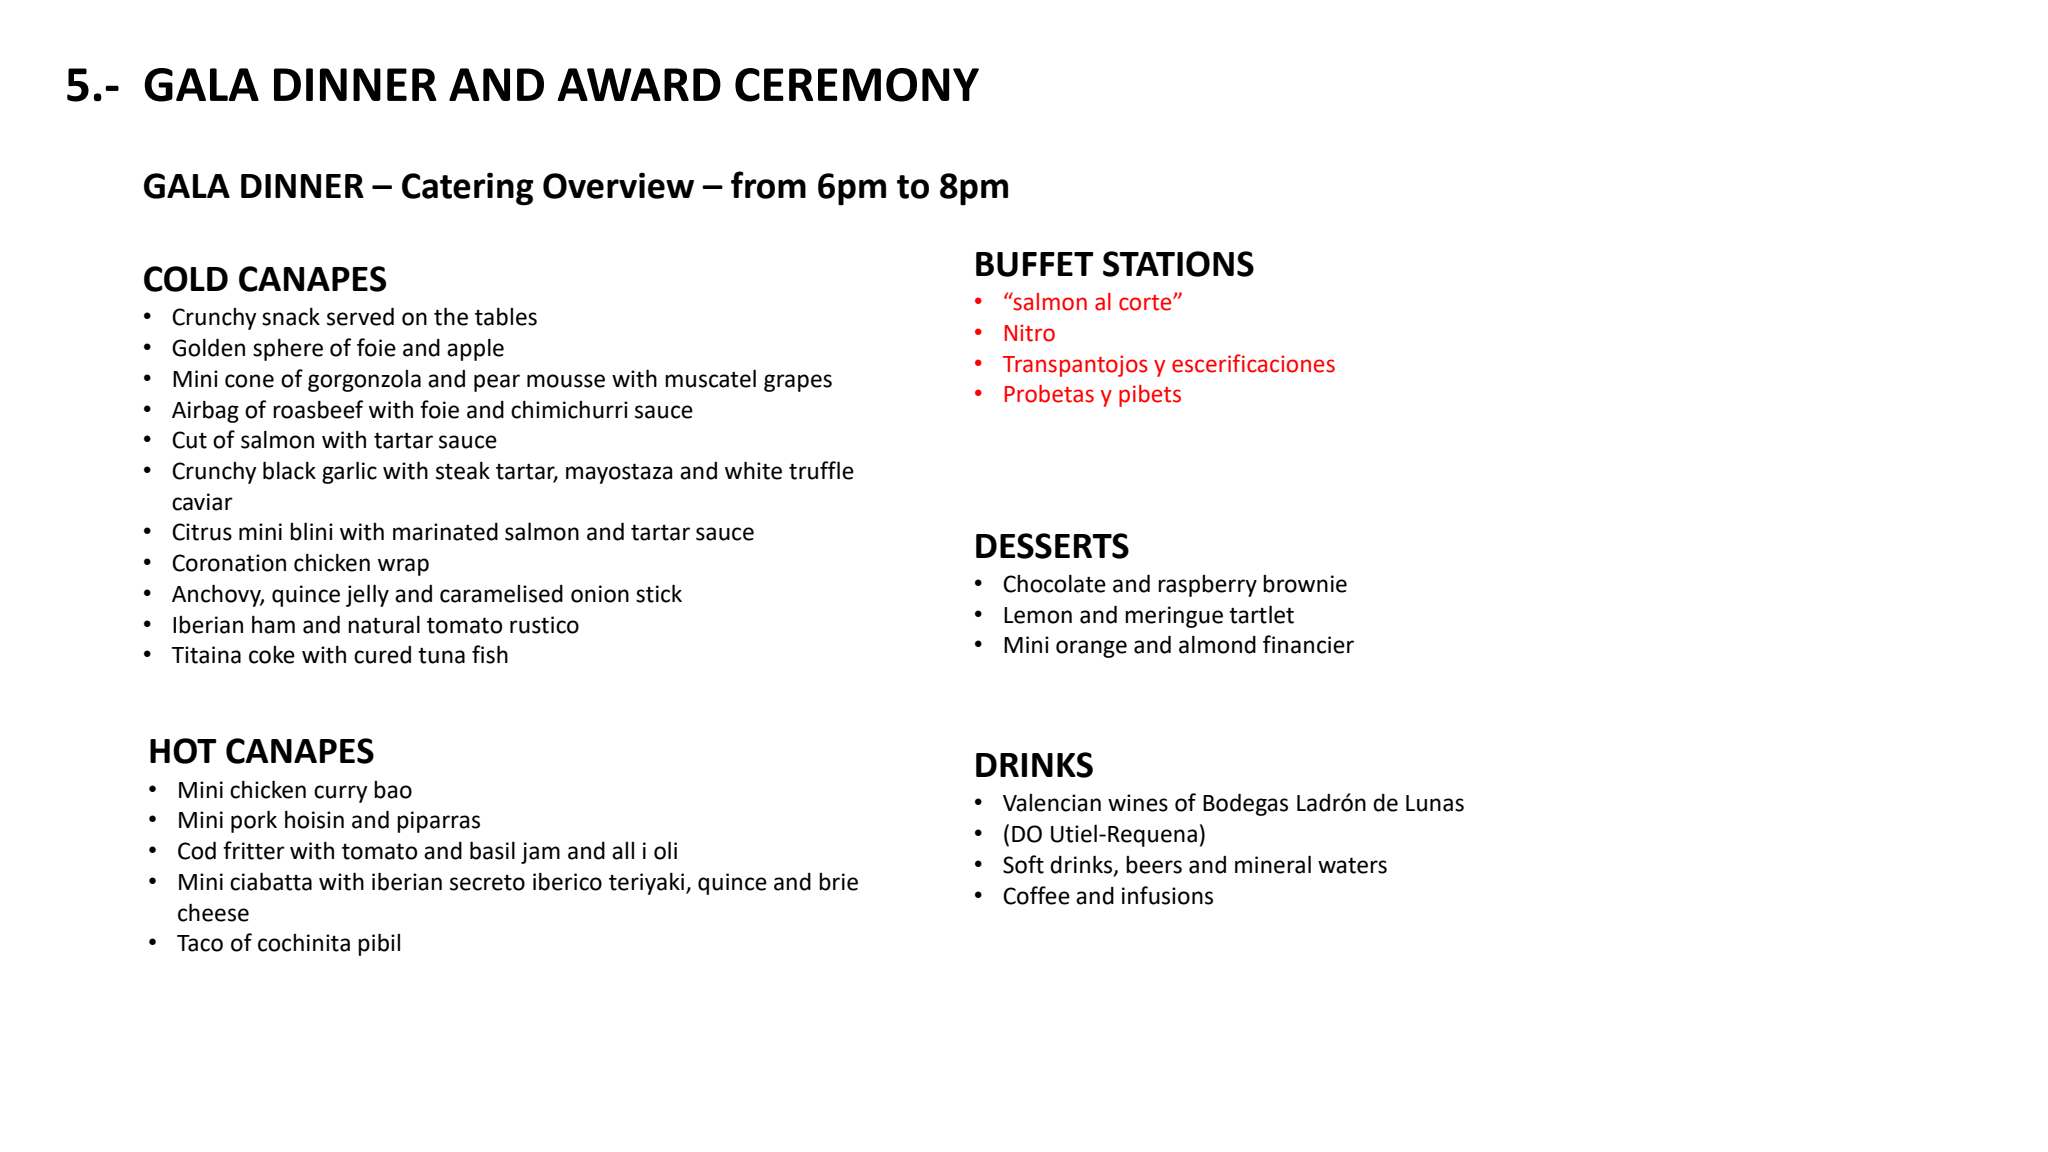 5.- GALA DINNER AND AWARD CEREMONY
GALA DINNER – Catering Overview – from 6pm to 8pm
COLD CANAPES
• Crunchy snack served on the tables
• Golden sphere of foie and apple
• Mini cone of gorgonzola and pear mousse with muscatel grapes
• Airbag of roasbeef with foie and chimichurri sauce
• Cut of salmon with tartar sauce
• Crunchy black garlic with steak tartar, mayostaza and white truffle
caviar
• Citrus mini blini with marinated salmon and tartar sauce
• Coronation chicken wrap
• Anchovy, quince jelly and caramelised onion stick
• Iberian ham and natural tomato rustico
• Titaina coke with cured tuna fish
HOT CANAPES
• Mini chicken curry bao
• Mini pork hoisin and piparras
• Cod fritter with tomato and basil jam and all i oli
• Mini ciabatta with iberian secreto iberico teriyaki, quince and brie
cheese
• Taco of cochinita pibil
BUFFET STATIONS
• “salmon al corte”
• Nitro
• Transpantojos y escerificaciones
• Probetas y pibets
DESSERTS
• Chocolate and raspberry brownie
• Lemon and meringue tartlet
• Mini orange and almond financier
DRINKS
• Valencian wines of Bodegas Ladrón de Lunas
• (DO Utiel-Requena)
• Soft drinks, beers and mineral waters
• Coffee and infusions